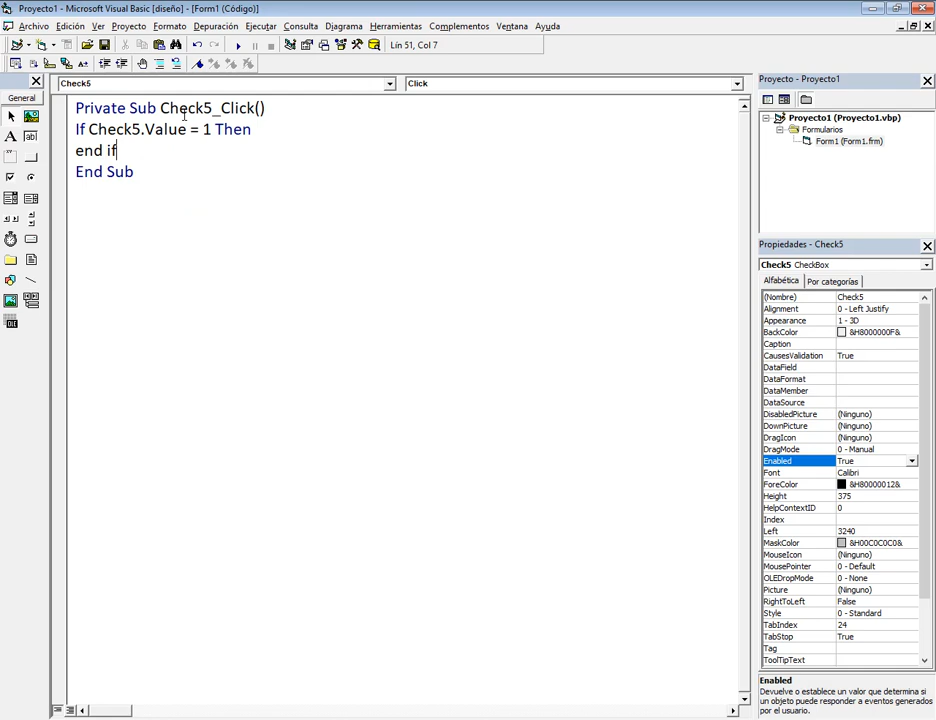 Proyecto1 - Microsoft Visual Basic [diseño] - [Form1 (Código)]
Archivo Edición Ver Proyecto Formato Depuración Ejecutar Consulta Diagrama Herramientas Complementos Ventana Ayuda
Lín 51, Col 7
Check5 Click
General
Private Sub Check5_Click()
If Check5.Value = 1 Then
end if
End Sub
Proyecto - Proyecto1
Proyecto1 (Proyecto1.vbp)
Formularios
Form1 (Form1.frm)
Propiedades - Check5
Check5 CheckBox
Alfabética Por categorías
(Nombre) Check5
Alignment 0 - Left Justify
Appearance 1 - 3D
BackColor &H8000000F&
Caption
CausesValidation True
DataField
DataFormat
DataMember
DataSource
DisabledPicture (Ninguno)
DownPicture (Ninguno)
DragIcon (Ninguno)
DragMode 0 - Manual
Enabled True
Font Calibri
ForeColor &H80000012&
Height 375
HelpContextID 0
Index
Left 3240
MaskColor &H00C0C0C0&
MouseIcon (Ninguno)
MousePointer 0 - Default
OLEDropMode 0 - None
Picture (Ninguno)
RightToLeft False
Style 0 - Standard
TabIndex 24
TabStop True
Tag
ToolTipText
Enabled
Devuelve o establece un valor que determina si un objeto puede responder a eventos generados por el usuario.